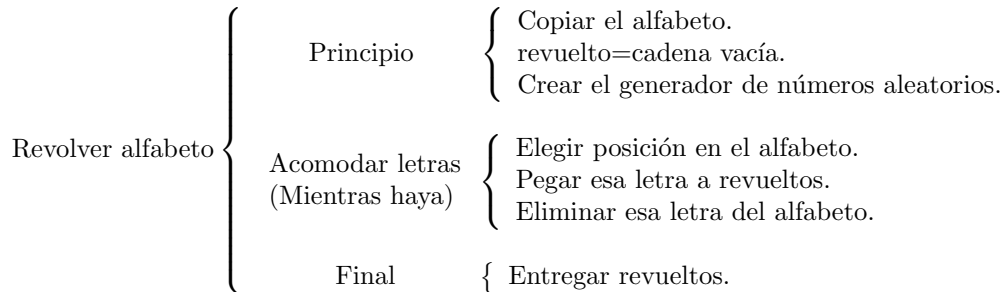 Revolver alfabeto
Principio
Copiar el alfabeto.
revuelto=cadena vacía.
Crear el generador de números aleatorios.
Acomodar letras
(Mientras haya)
Elegir posición en el alfabeto.
Pegar esa letra a revueltos.
Eliminar esa letra del alfabeto.
Final
Entregar revueltos.